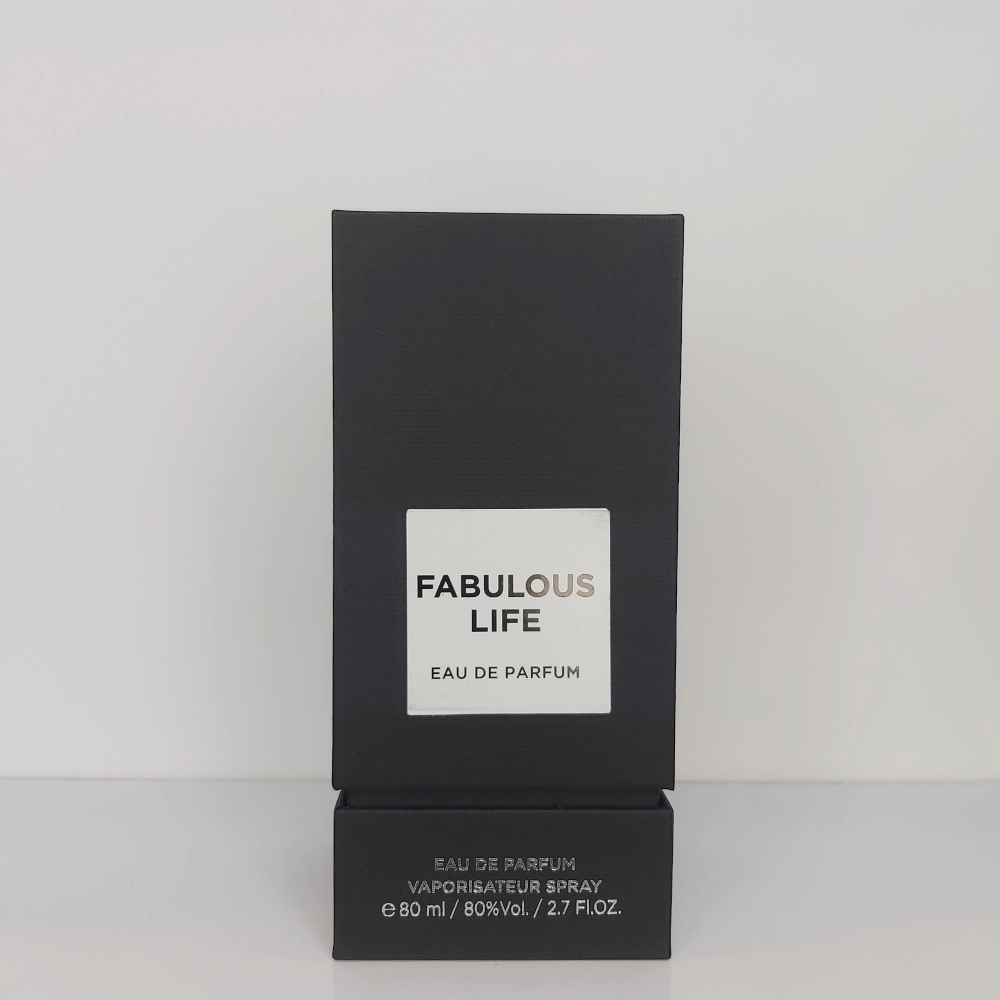 FABULOUS
LIFE
EAU DE PARFUM
EAU DE PARFUM
VAPORISATEUR SPRAY
℮ 80 ml / 80%Vol. / 2.7 Fl.OZ.